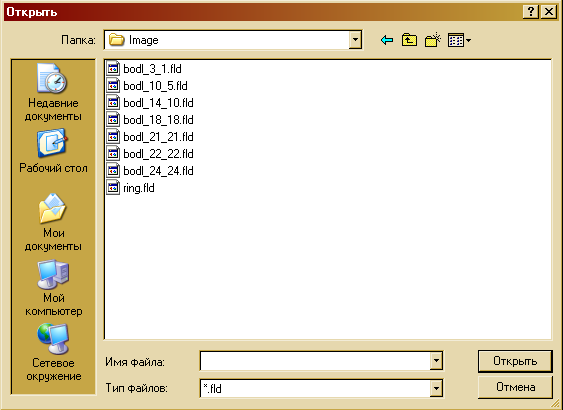 Открыть
Папка: Image
Недавние
документы
Рабочий стол
Мои
документы
Мой
компьютер
Сетевое
окружение
bodl_3_1.fld
bodl_10_5.fld
bodl_14_10.fld
bodl_18_18.fld
bodl_21_21.fld
bodl_22_22.fld
bodl_24_24.fld
ring.fld
Имя файла:
Открыть
Тип файлов: *.fld
Отмена